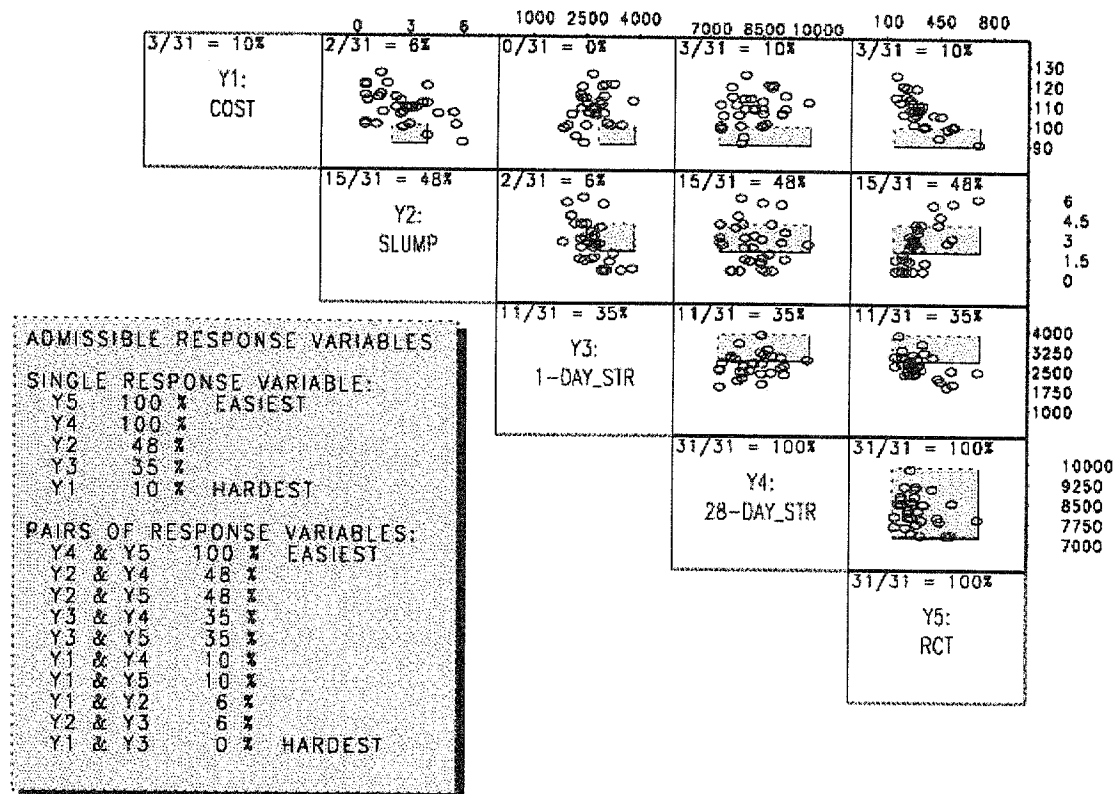 0 3 6 1000 2500 4000 7000 8500 10000 100 450 800
3/31 = 10% 2/31 = 6% 0/31 = 0% 3/31 = 10% 3/31 = 10%
Y1:
COST
130
110
100
90
15/31 = 48% 2/31 = 6% 15/31 = 48% 15/31 = 48%
Y2:
SLUMP
6
4.5
3
1.5
0
11/31 = 35% 11/31 = 35% 11/31 = 35%
Y3:
1-DAY_STR
4000
3250
2500
1750
1000
31/31 = 100% 31/31 = 100%
Y4:
28-DAY_STR
10000
9250
8500
7750
7000
31/31 = 100%
Y5:
RCT
ADMISSIBLE RESPONSE VARIABLES
SINGLE RESPONSE VARIABLE:
Y5 100 % EASIEST
Y4 100 %
Y2 48 %
Y3 35 %
Y1 10 % HARDEST
PAIRS OF RESPONSE VARIABLES:
Y4 & Y5 100 % EASIEST
Y2 & Y4 48 %
Y2 & Y5 48 %
Y3 & Y4 35 %
Y3 & Y5 35 %
Y1 & Y4 10 %
Y1 & Y5 10 %
Y1 & Y2 6 %
Y2 & Y3 6 %
Y1 & Y3 0 % HARDEST